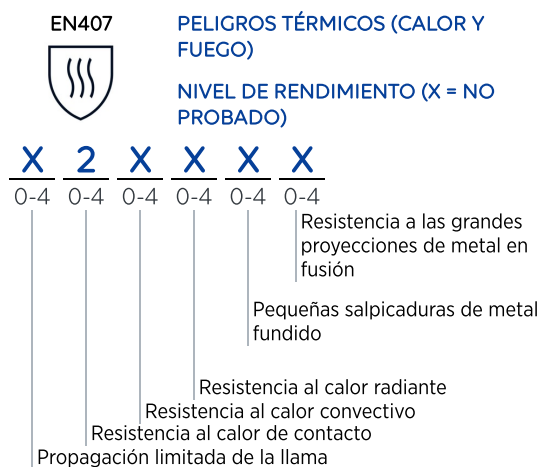 EN407
PELIGROS TÉRMICOS (CALOR Y
FUEGO)
NIVEL DE RENDIMIENTO (X = NO
PROBADO)
X 2 X X X X
0-4 0-4 0-4 0-4 0-4 0-4
Resistencia a las grandes
proyecciones de metal en
fusión
Pequeñas salpicaduras de metal
fundido
Resistencia al calor radiante
Resistencia al calor convectivo
Resistencia al calor de contacto
Propagación limitada de la llama